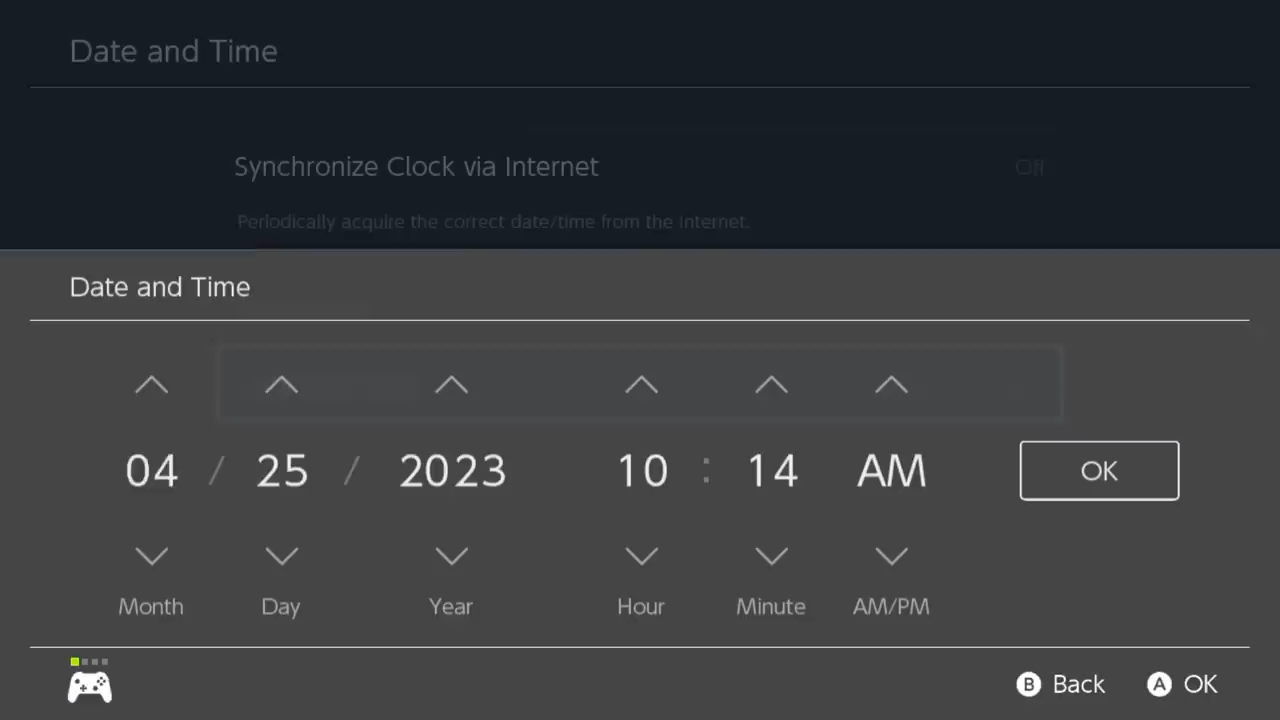 Date and Time
Synchronize Clock via Internet Off
Periodically acquire the correct date/time from the Internet.
Date and Time
04 / 25 / 2023 10 : 14 AM OK
Month Day Year Hour Minute AM/PM
B Back A OK